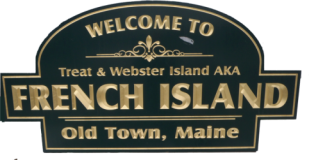 WELCOME TO
Treat & Webster Island AKA
FRENCH ISLAND
Old Town, Maine